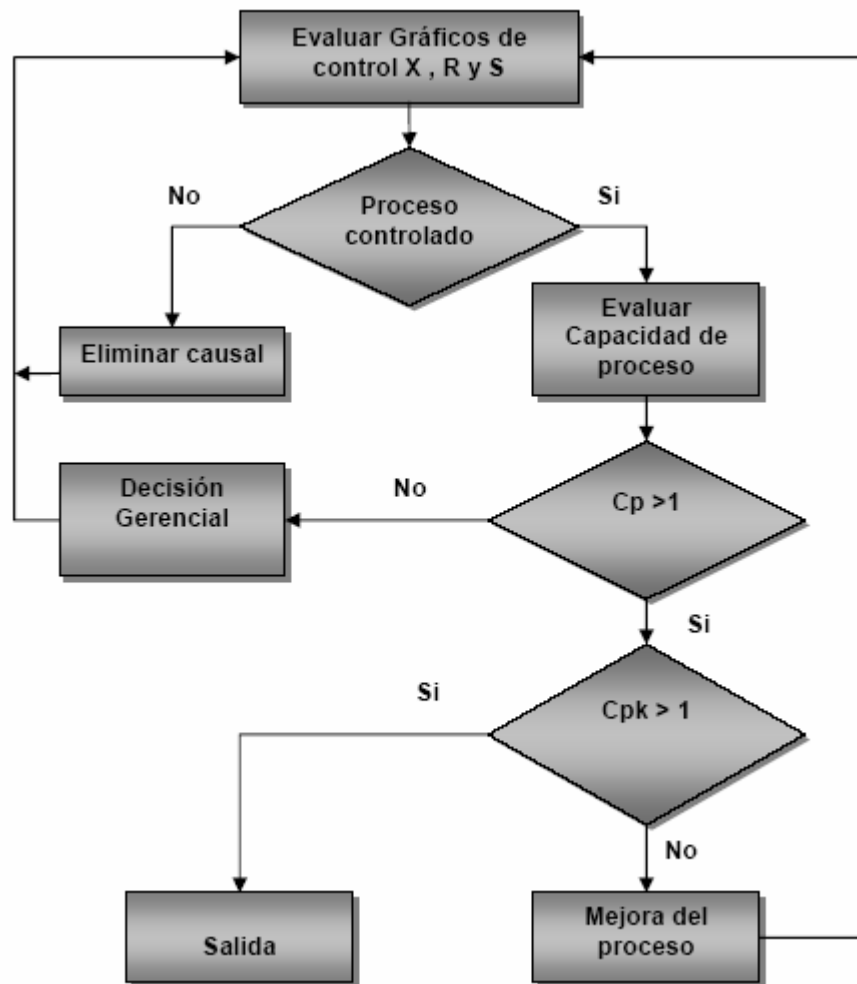 Evaluar Gráficos de
control X , R y S
No
Si
Proceso
controlado
Evaluar
Capacidad de
proceso
Eliminar causal
Decisión
Gerencial
No
Cp >1
Si
Si
Cpk > 1
No
Salida
Mejora del
proceso